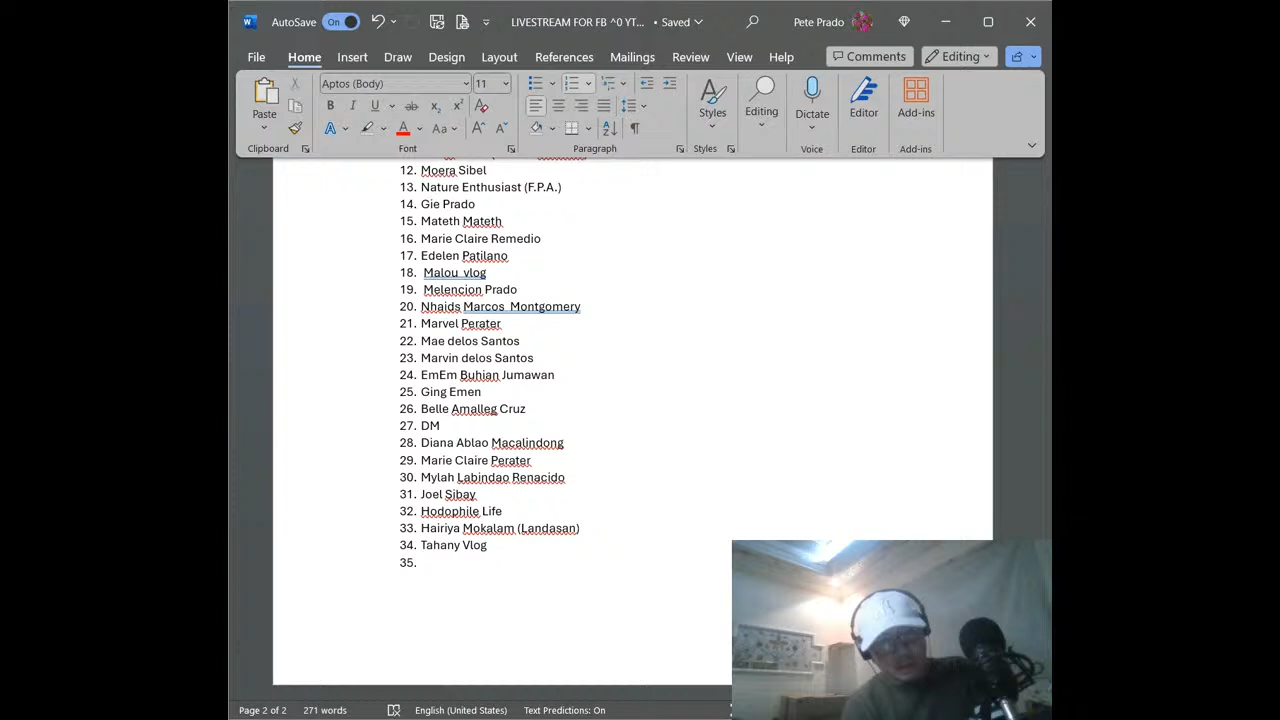 AutoSave On LIVESTREAM FOR FB ^0 YT... • Saved Pete Prado
File Home Insert Draw Design Layout References Mailings Review View Help Comments Editing
Paste Aptos (Body) 11 Styles Editing Dictate Editor Add-ins
Clipboard Font Paragraph Styles Voice Editor Add-ins
12. Moera Sibel
13. Nature Enthusiast (F.P.A.)
14. Gie Prado
15. Mateth Mateth
16. Marie Claire Remedio
17. Edelen Patilano
18. Malou vlog
19. Melencion Prado
20. Nhaids Marcos Montgomery
21. Marvel Perater
22. Mae delos Santos
23. Marvin delos Santos
24. EmEm Buhian Jumawan
25. Ging Emen
26. Belle Amalleg Cruz
27. DM
28. Diana Ablao Macalindong
29. Marie Claire Perater
30. Mylah Labindao Renacido
31. Joel Sibay
32. Hodophile Life
33. Hairiya Mokalam (Landasan)
34. Tahany Vlog
35.
Page 2 of 2 271 words English (United States) Text Predictions: On